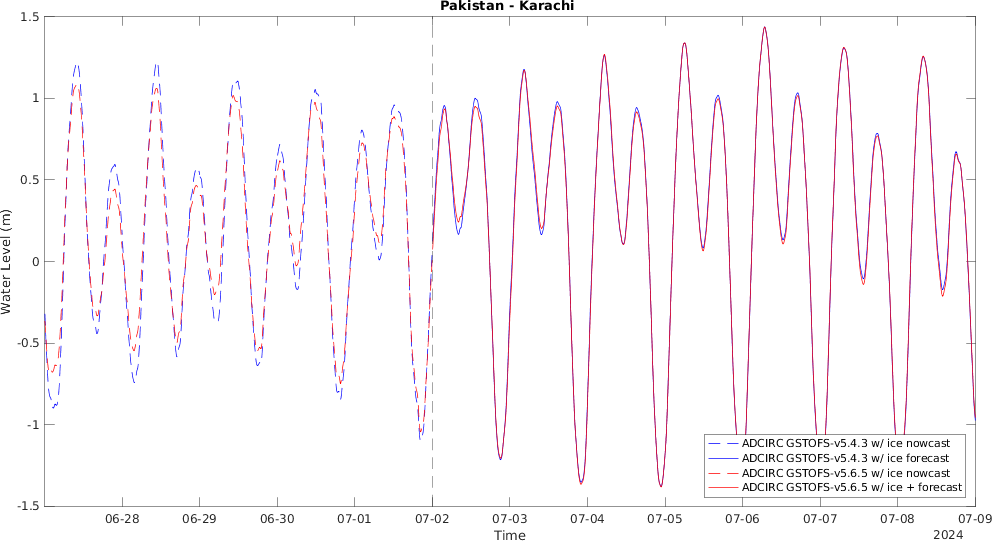 Pakistan - Karachi
1.5
1
0.5
0
-0.5
-1
-1.5
Water Level (m)
ADCIRC GSTOFS-v5.4.3 w/ ice nowcast
ADCIRC GSTOFS-v5.4.3 w/ ice forecast
ADCIRC GSTOFS-v5.6.5 w/ ice nowcast
ADCIRC GSTOFS-v5.6.5 w/ ice + forecast
06-28 06-29 06-30 07-01 07-02 07-03 07-04 07-05 07-06 07-07 07-08 07-09
Time
2024